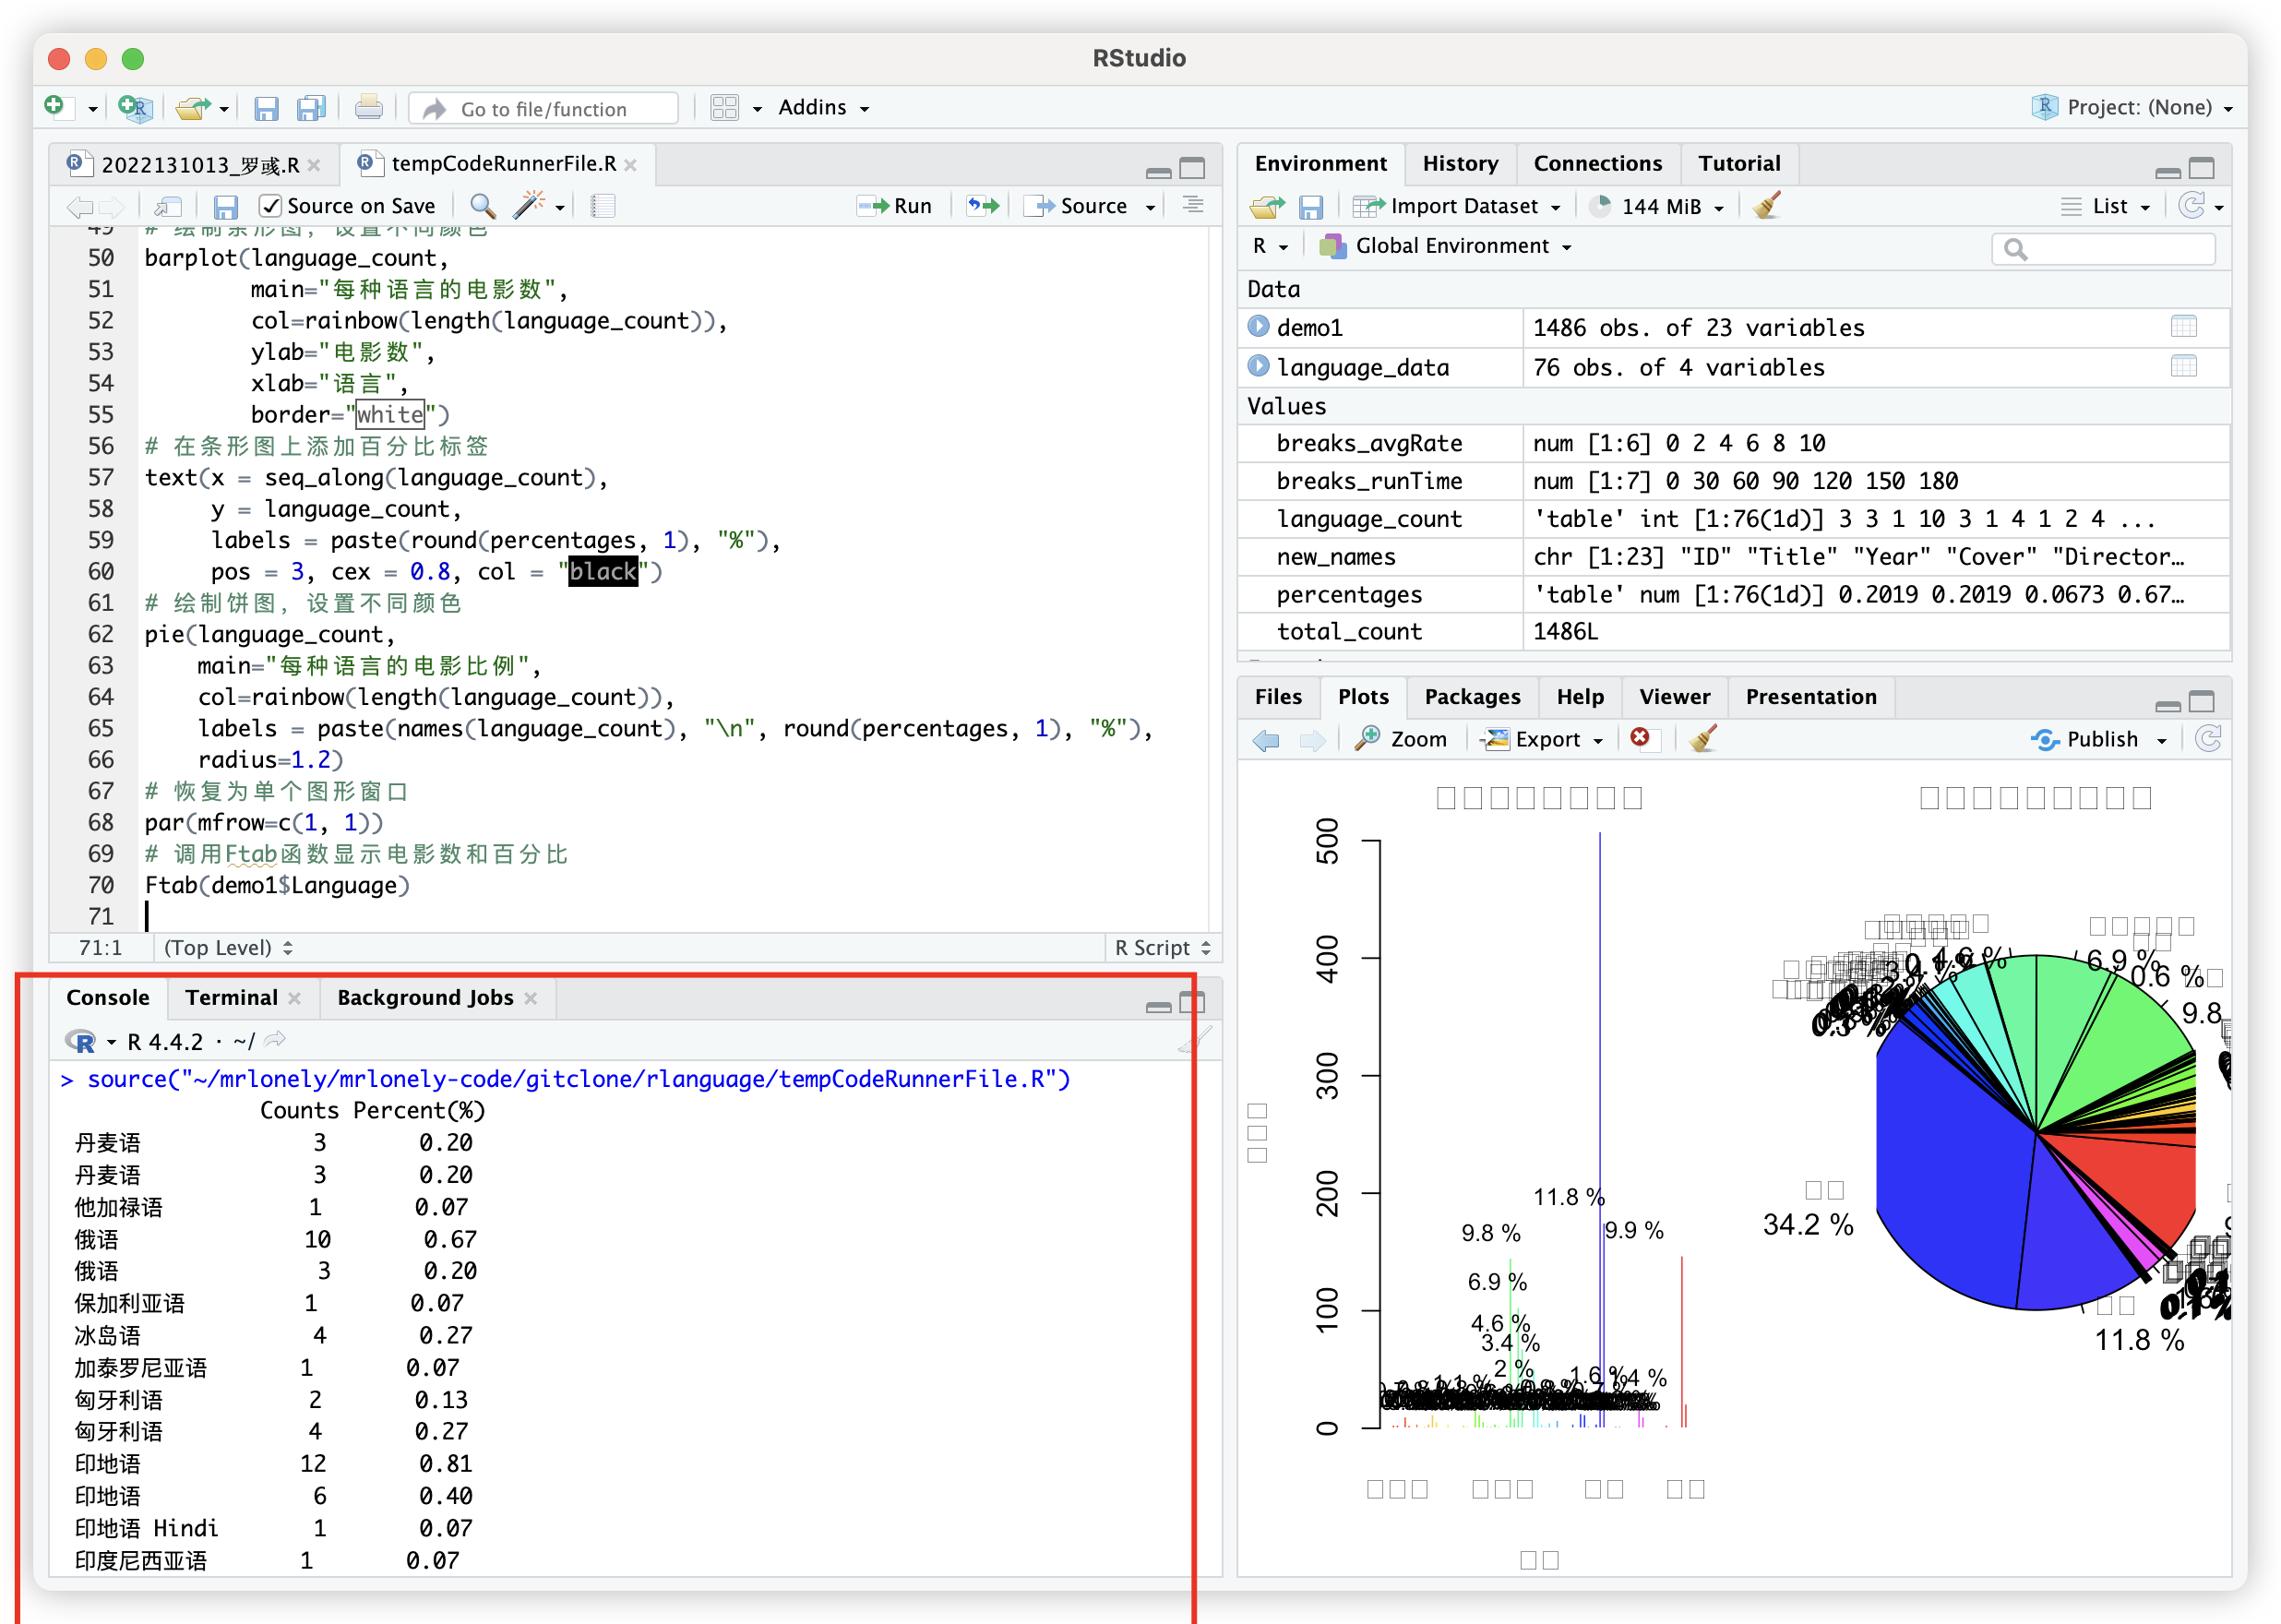 RStudio
Go to file/function
Addins
Project: (None)
2022131013_罗彧.R
tempCodeRunnerFile.R
Source on Save
Run
Source
49 # 绘制条形图，设置不同颜色
50 barplot(language_count,
51 main="每种语言的电影数",
52 col=rainbow(length(language_count)),
53 ylab="电影数",
54 xlab="语言",
55 border="white")
56 # 在条形图上添加百分比标签
57 text(x = seq_along(language_count),
58 y = language_count,
59 labels = paste(round(percentages, 1), "%"),
60 pos = 3, cex = 0.8, col = "black")
61 # 绘制饼图，设置不同颜色
62 pie(language_count,
63 main="每种语言的电影比例",
64 col=rainbow(length(language_count)),
65 labels = paste(names(language_count), "\n", round(percentages, 1), "%"),
66 radius=1.2)
67 # 恢复为单个图形窗口
68 par(mfrow=c(1, 1))
69 # 调用Ftab函数显示电影数和百分比
70 Ftab(demo1$Language)
71
71:1 (Top Level) R Script
Console Terminal Background Jobs
R 4.4.2 · ~/
> source("~/mrlonely/mrlonely-code/gitclone/rlanguage/tempCodeRunnerFile.R")
Counts Percent(%)
丹麦语 3 0.20
丹麦语 3 0.20
他加禄语 1 0.07
俄语 10 0.67
俄语 3 0.20
保加利亚语 1 0.07
冰岛语 4 0.27
加泰罗尼亚语 1 0.07
匈牙利语 2 0.13
匈牙利语 4 0.27
印地语 12 0.81
印地语 6 0.40
印地语 Hindi 1 0.07
印度尼西亚语 1 0.07
Environment History Connections Tutorial
Import Dataset 144 MiB List
R Global Environment
Data
demo1 1486 obs. of 23 variables
language_data 76 obs. of 4 variables
Values
breaks_avgRate num [1:6] 0 2 4 6 8 10
breaks_runTime num [1:7] 0 30 60 90 120 150 180
language_count 'table' int [1:76(1d)] 3 3 1 10 3 1 4 1 2 4 ...
new_names chr [1:23] "ID" "Title" "Year" "Cover" "Director…
percentages 'table' num [1:76(1d)] 0.2019 0.2019 0.0673 0.67…
total_count 1486L
Files Plots Packages Help Viewer Presentation
Zoom Export Publish
500
400
300
200
100
0
11.8 %
9.8 %
9.9 %
6.9 %
4.6 %
3.4 %
2 %
1.6 %
4.6 %
6.9 %
0.6 %
9.8
34.2 %
11.8 %